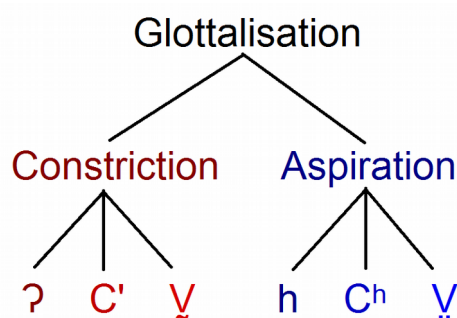 Glottalisation
Constriction Aspiration
ʔ C' V̰ h Cʰ V̤